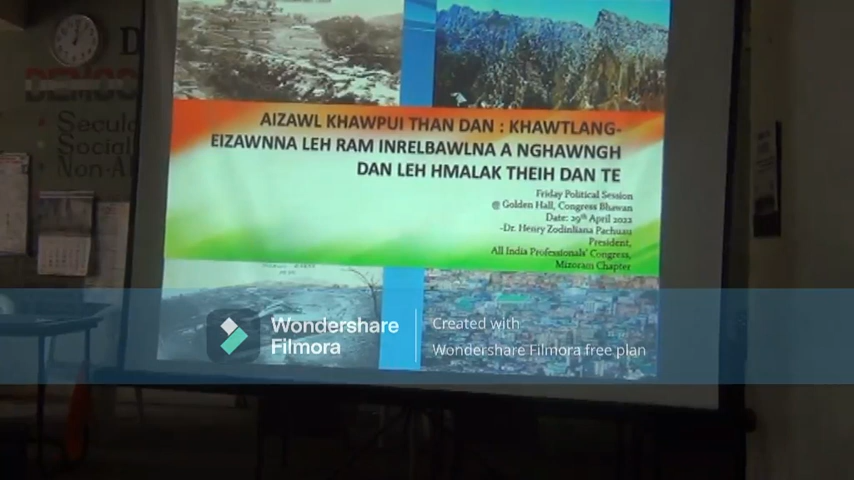 D
DEMOC
Secula
Social
Non-Al
AIZAWL KHAWPUI THAN DAN : KHAWTLANG-
EIZAWNNA LEH RAM INRELBAWLNA A NGHAWNGH
DAN LEH HMALAK THEIH DAN TE
Friday Political Session
@ Golden Hall, Congress Bhawan
Date: 29th April 2022
-Dr. Henry Zodinliana Pachuau
President,
All India Professionals' Congress,
Mizoram Chapter
Wondershare
Filmora
Created with
Wondershare Filmora free plan